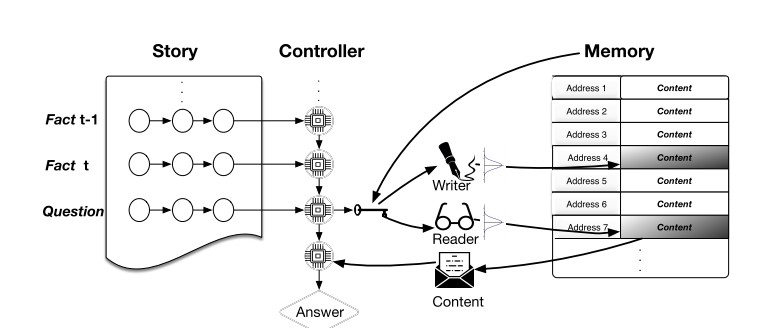 Story
Controller
Memory
Fact t-1
Fact t
Question
Writer
Reader
Content
Answer
Address 1 Content
Address 2 Content
Address 3 Content
Address 4 Content
Address 5 Content
Address 6 Content
Address 7 Content